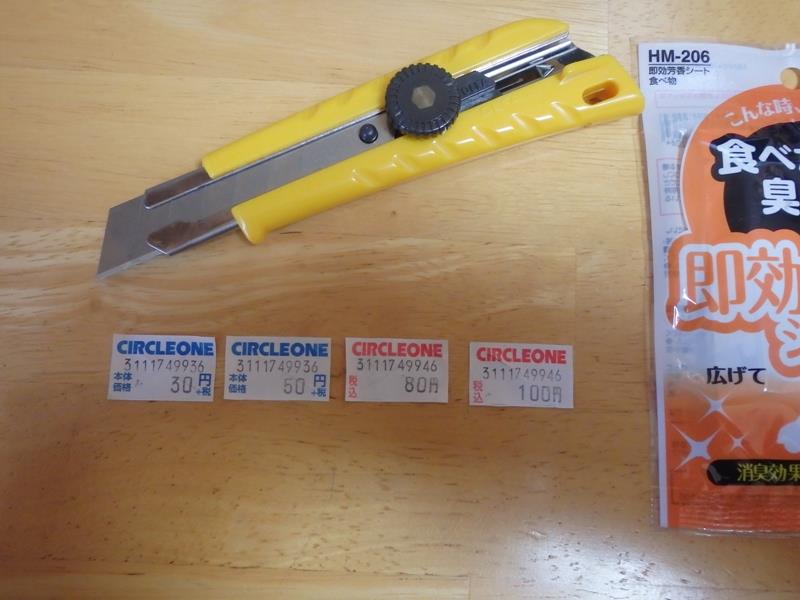 HM-206
即効芳香シート
食べ物
こんな時、
食べ
臭
即効
シ
広げて
消臭効果
CIRCLEONE
3111749936
本体価格 30円+税
CIRCLEONE
3111749936
本体価格 50円+税
CIRCLEONE
3111749946
税込 80円
CIRCLEONE
3111749946
税込 100円